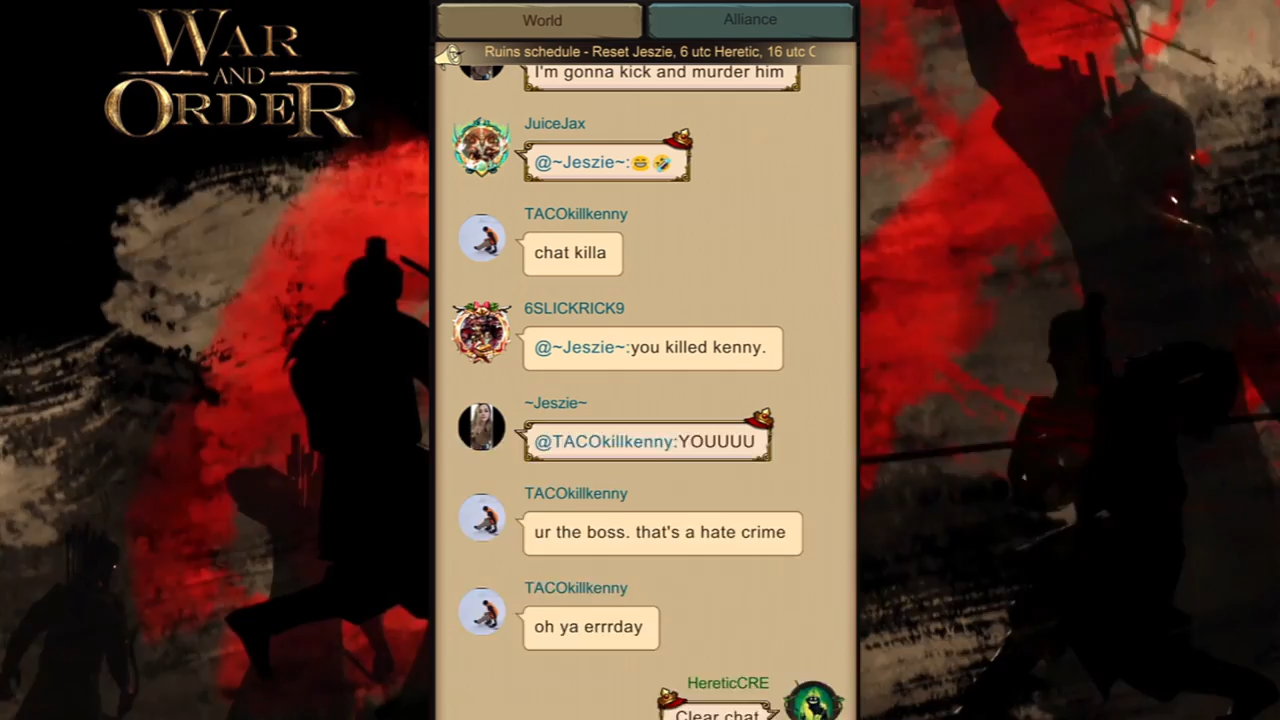 WAR
AND
ORDER
World
Alliance
Ruins schedule - Reset Jeszie, 6 utc Heretic, 16 utc
I'm gonna kick and murder him
JuiceJax
@~Jeszie~:😄🤣
TACOkillkenny
chat killa
6SLICKRICK9
@~Jeszie~:you killed kenny.
~Jeszie~
@TACOkillkenny:YOUUUU
TACOkillkenny
ur the boss. that's a hate crime
TACOkillkenny
oh ya errrday
HereticCRE
Clear chat